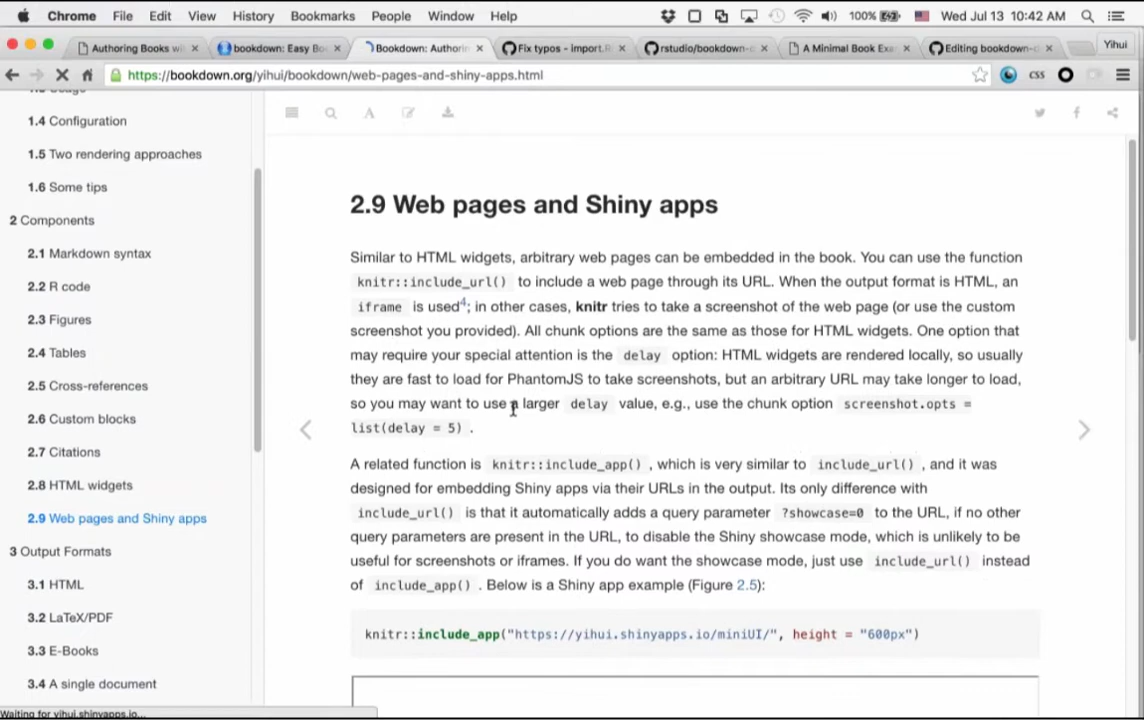 Chrome File Edit View History Bookmarks People Window Help 100% Wed Jul 13 10:42 AM
Authoring Books wi × bookdown: Easy Bo × Bookdown: Authorin × Fix typos - import.R × rstudio/bookdown- × A Minimal Book Exa × Editing bookdown- × Yihui
https://bookdown.org/yihui/bookdown/web-pages-and-shiny-apps.html CSS
1.4 Configuration
1.5 Two rendering approaches
1.6 Some tips
2 Components
2.1 Markdown syntax
2.2 R code
2.3 Figures
2.4 Tables
2.5 Cross-references
2.6 Custom blocks
2.7 Citations
2.8 HTML widgets
2.9 Web pages and Shiny apps
3 Output Formats
3.1 HTML
3.2 LaTeX/PDF
3.3 E-Books
3.4 A single document
Waiting for yihui.shinyapps.io...
A
2.9 Web pages and Shiny apps
Similar to HTML widgets, arbitrary web pages can be embedded in the book. You can use the function
knitr::include_url() to include a web page through its URL. When the output format is HTML, an
iframe is used4; in other cases, knitr tries to take a screenshot of the web page (or use the custom
screenshot you provided). All chunk options are the same as those for HTML widgets. One option that
may require your special attention is the delay option: HTML widgets are rendered locally, so usually
they are fast to load for PhantomJS to take screenshots, but an arbitrary URL may take longer to load,
so you may want to use a larger delay value, e.g., use the chunk option screenshot.opts =
list(delay = 5) .
A related function is knitr::include_app() , which is very similar to include_url() , and it was
designed for embedding Shiny apps via their URLs in the output. Its only difference with
include_url() is that it automatically adds a query parameter ?showcase=0 to the URL, if no other
query parameters are present in the URL, to disable the Shiny showcase mode, which is unlikely to be
useful for screenshots or iframes. If you do want the showcase mode, just use include_url() instead
of include_app() . Below is a Shiny app example (Figure 2.5):
knitr::include_app("https://yihui.shinyapps.io/miniUI/", height = "600px")